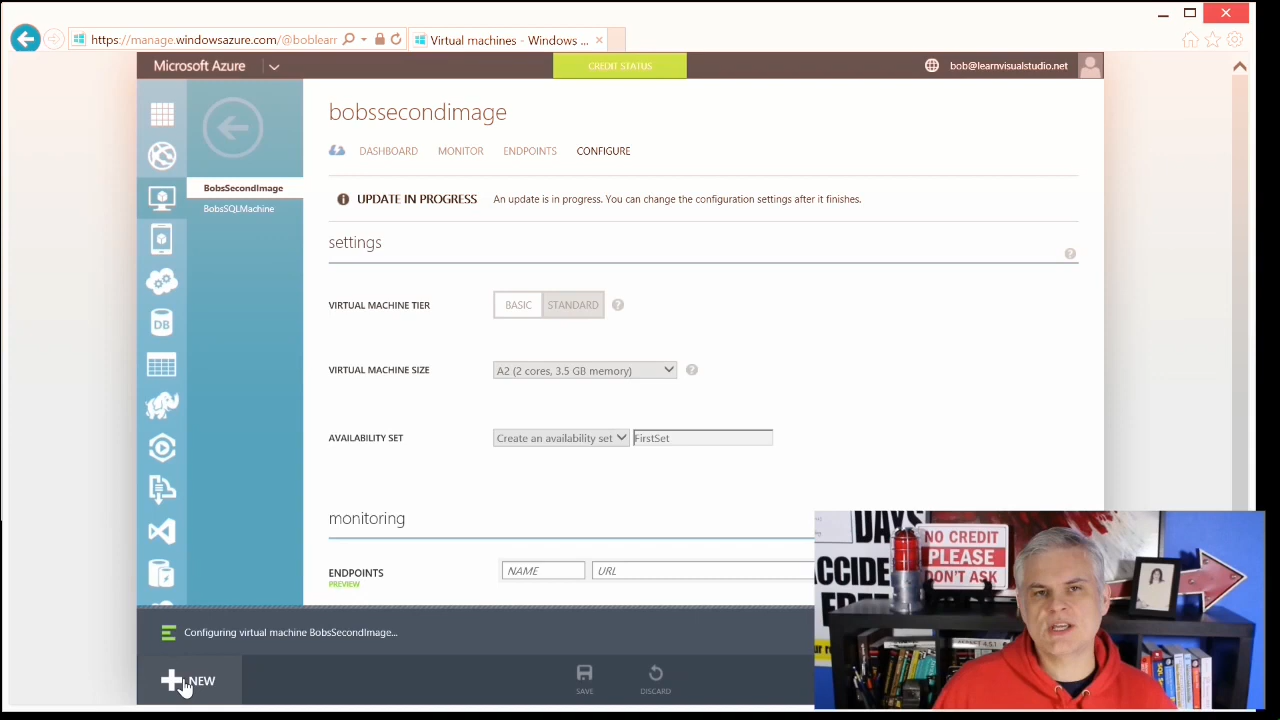 https://manage.windowsazure.com/@boblearr
Virtual machines - Windows ...
Microsoft Azure
CREDIT STATUS
bob@learnvisualstudio.net
bobssecondimage
DASHBOARD
MONITOR
ENDPOINTS
CONFIGURE
BobsSecondImage
BobsSQLMachine
UPDATE IN PROGRESS An update is in progress. You can change the configuration settings after it finishes.
settings
VIRTUAL MACHINE TIER
BASIC
STANDARD
VIRTUAL MACHINE SIZE
A2 (2 cores, 3.5 GB memory)
AVAILABILITY SET
Create an availability set
FirstSet
monitoring
ENDPOINTS
PREVIEW
NAME
URL
DB
Configuring virtual machine BobsSecondImage...
NEW
SAVE
DISCARD
DAYS
ACCIDE
FREE
NO CREDIT
PLEASE
DON'T ASK